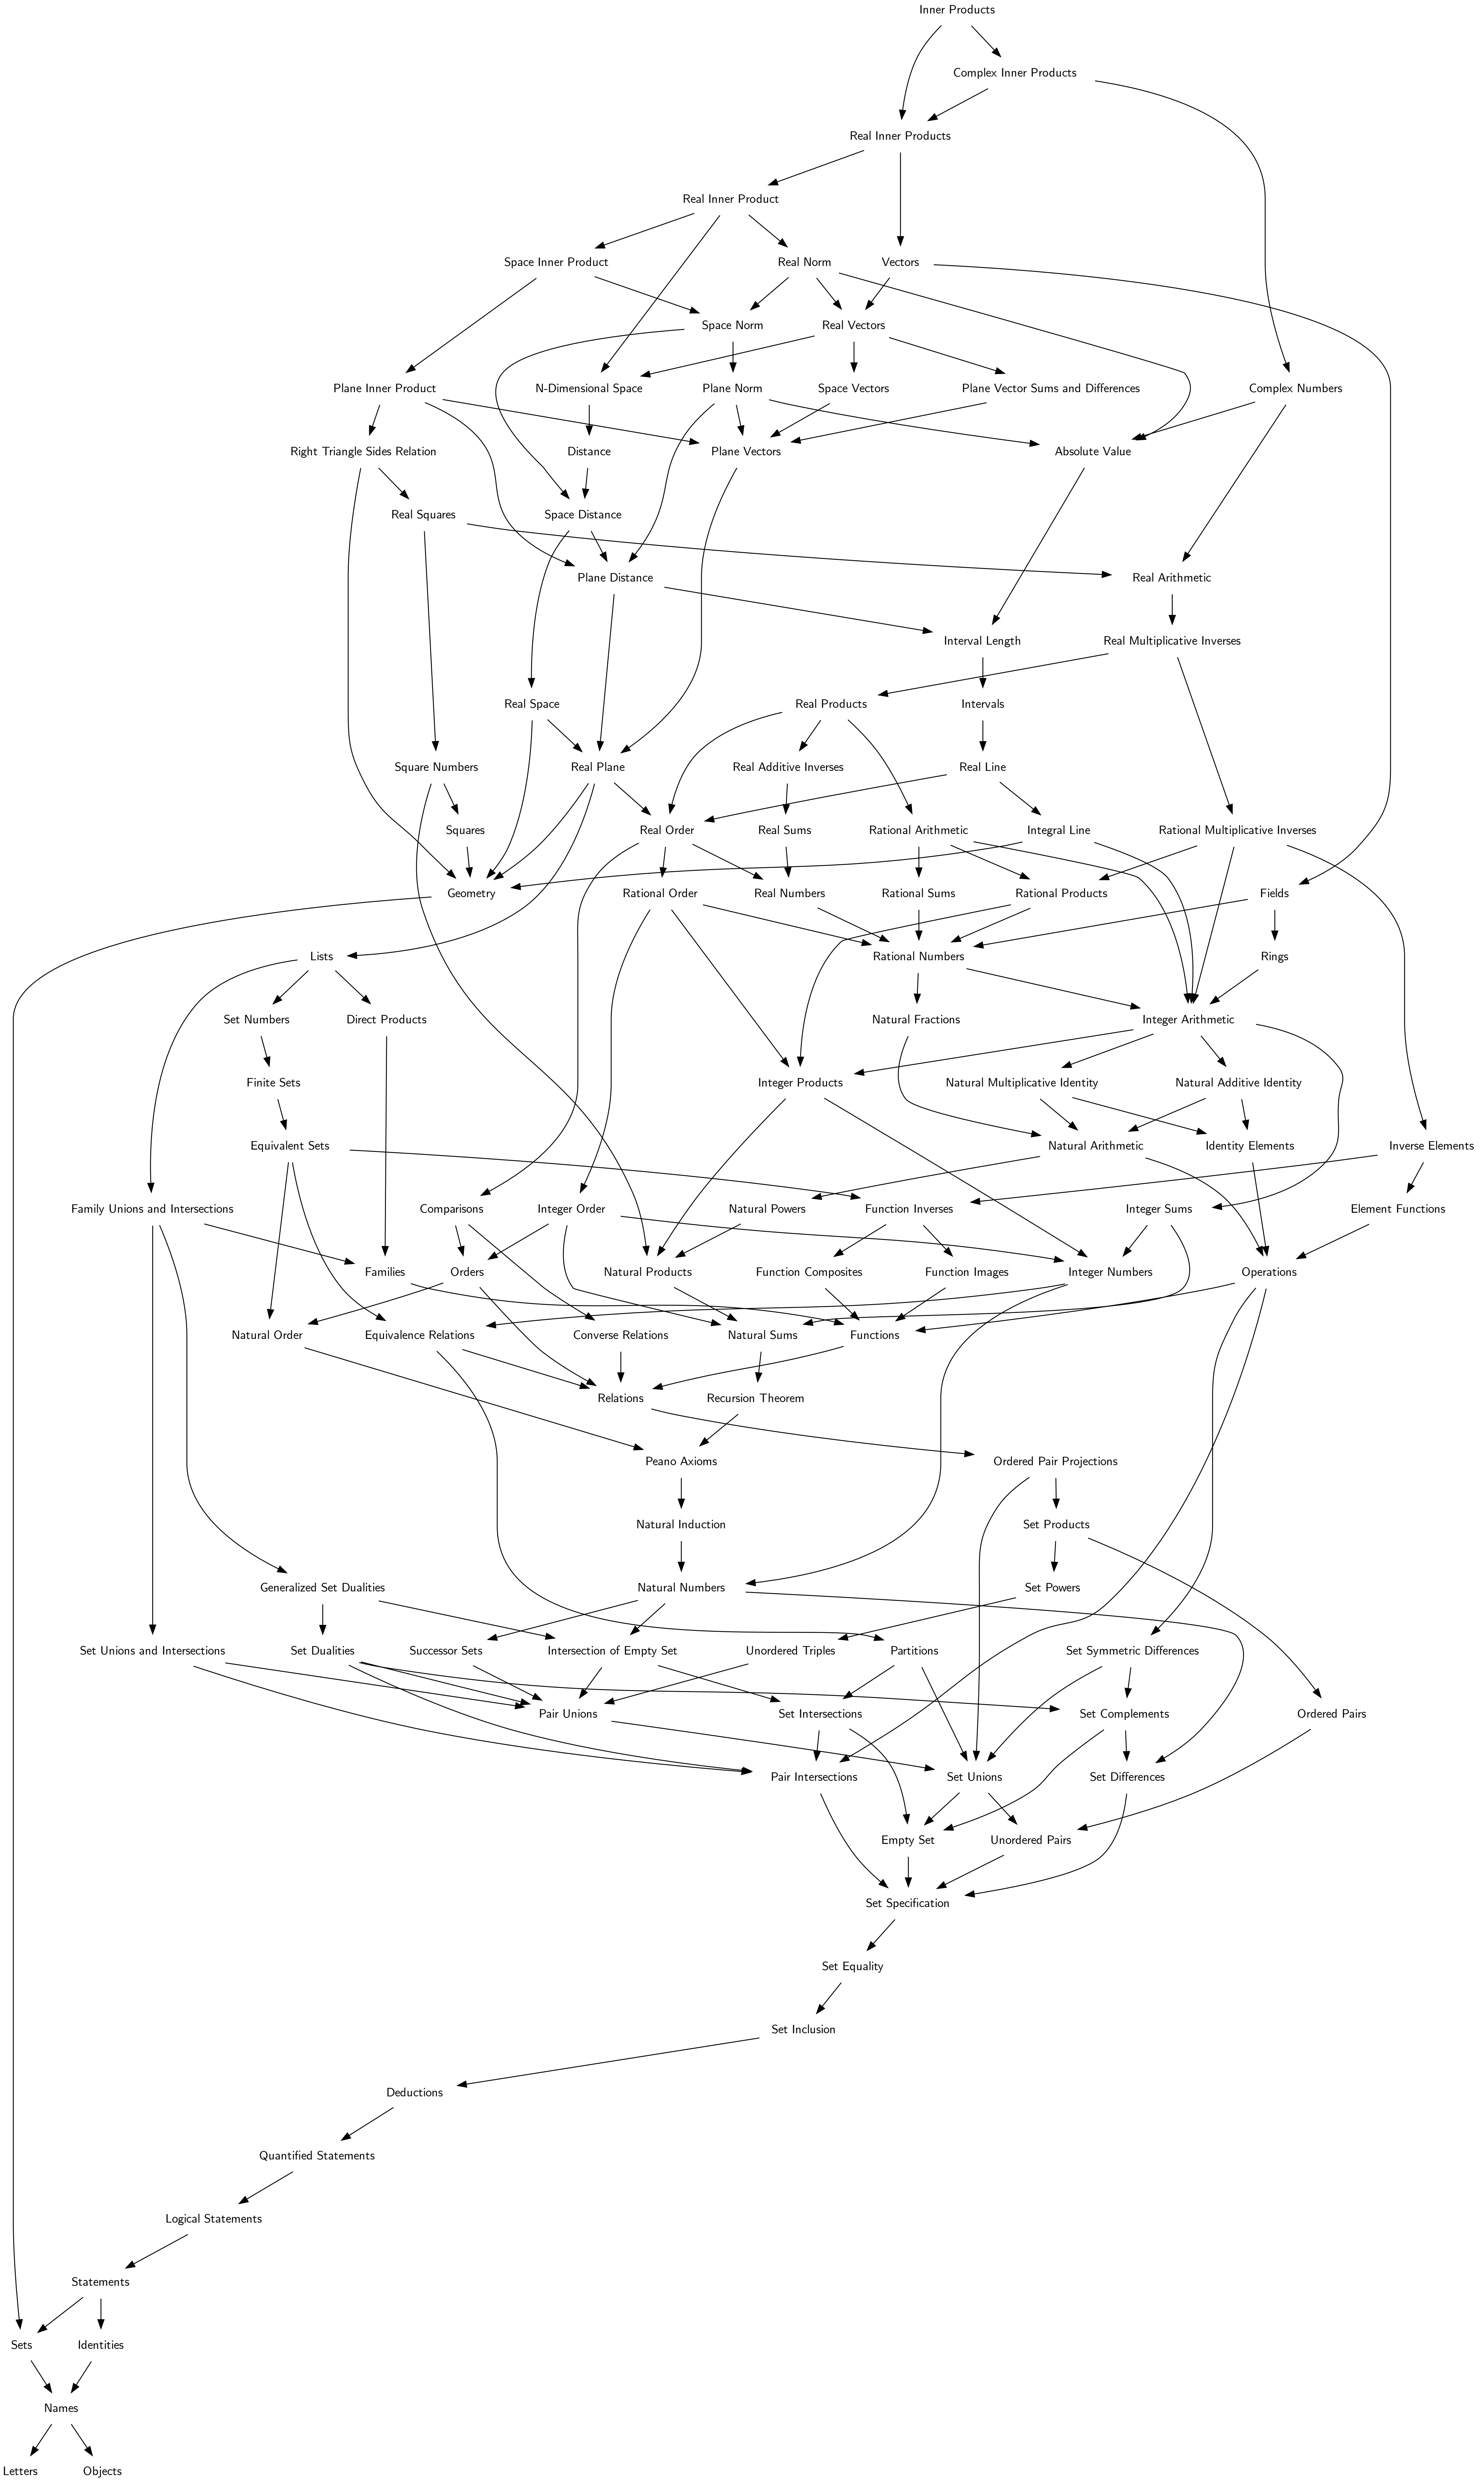 Inner Products
Complex Inner Products
Real Inner Products
Real Inner Product
Space Inner Product
Real Norm
Vectors
Space Norm
Real Vectors
Plane Inner Product
N-Dimensional Space
Plane Norm
Space Vectors
Plane Vector Sums and Differences
Complex Numbers
Right Triangle Sides Relation
Distance
Plane Vectors
Absolute Value
Real Squares
Space Distance
Plane Distance
Real Arithmetic
Interval Length
Real Multiplicative Inverses
Real Space
Real Products
Intervals
Square Numbers
Real Plane
Real Additive Inverses
Real Line
Squares
Real Order
Real Sums
Rational Arithmetic
Integral Line
Rational Multiplicative Inverses
Geometry
Rational Order
Real Numbers
Rational Sums
Rational Products
Fields
Lists
Rational Numbers
Rings
Set Numbers
Direct Products
Natural Fractions
Integer Arithmetic
Finite Sets
Integer Products
Natural Multiplicative Identity
Natural Additive Identity
Equivalent Sets
Natural Arithmetic
Identity Elements
Inverse Elements
Family Unions and Intersections
Comparisons
Integer Order
Natural Powers
Function Inverses
Integer Sums
Element Functions
Families
Orders
Natural Products
Function Composites
Function Images
Integer Numbers
Operations
Natural Order
Equivalence Relations
Converse Relations
Natural Sums
Functions
Relations
Recursion Theorem
Peano Axioms
Ordered Pair Projections
Natural Induction
Set Products
Generalized Set Dualities
Natural Numbers
Set Powers
Set Unions and Intersections
Set Dualities
Successor Sets
Intersection of Empty Set
Unordered Triples
Partitions
Set Symmetric Differences
Pair Unions
Set Intersections
Set Complements
Ordered Pairs
Pair Intersections
Set Unions
Set Differences
Empty Set
Unordered Pairs
Set Specification
Set Equality
Set Inclusion
Deductions
Quantified Statements
Logical Statements
Statements
Sets
Identities
Names
Letters
Objects